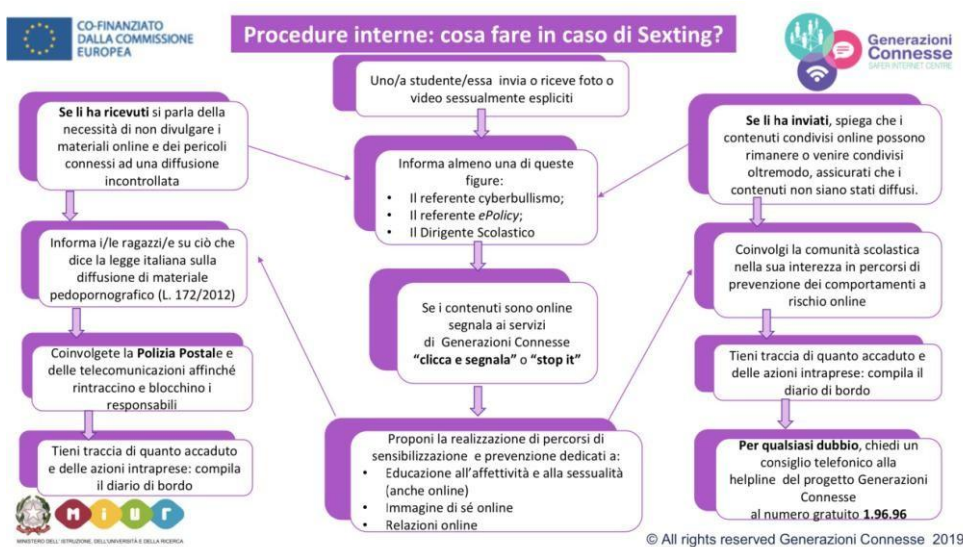 CO-FINANZIATO
DALLA COMMISSIONE
EUROPEA
Procedure interne: cosa fare in caso di Sexting?
Generazioni
Connesse
SAFER INTERNET CENTRE
Uno/a studente/essa invia o riceve foto o
video sessualmente espliciti
Se li ha ricevuti si parla della
necessità di non divulgare i
materiali online e dei pericoli
connessi ad una diffusione
incontrollata
Informa i/le ragazzi/e su ciò che
dice la legge italiana sulla
diffusione di materiale
pedopornografico (L. 172/2012)
Coinvolgete la Polizia Postale e
delle telecomunicazioni affinché
rintraccino e blocchino i
responsabili
Tieni traccia di quanto accaduto
e delle azioni intraprese: compila
il diario di bordo
Informa almeno una di queste
figure:
• Il referente cyberbullismo;
• Il referente ePolicy;
• Il Dirigente Scolastico
Se i contenuti sono online
segnala ai servizi
di Generazioni Connesse
“clicca e segnala” o “stop it”
Proponi la realizzazione di percorsi di
sensibilizzazione e prevenzione dedicati a:
• Educazione all’affettività e alla sessualità
(anche online)
• Immagine di sé online
• Relazioni online
Se li ha inviati, spiega che i
contenuti condivisi online possono
rimanere o venire condivisi
oltremodo, assicurati che i
contenuti non siano stati diffusi.
Coinvolgi la comunità scolastica
nella sua interezza in percorsi di
prevenzione dei comportamenti a
rischio online
Tieni traccia di quanto accaduto e
delle azioni intraprese: compila il
diario di bordo
Per qualsiasi dubbio, chiedi un
consiglio telefonico alla
helpline del progetto Generazioni
Connesse
al numero gratuito 1.96.96
MIUR
MINISTERO DELL'ISTRUZIONE, DELL'UNIVERSITÀ E DELLA RICERCA
© All rights reserved Generazioni Connesse 2019